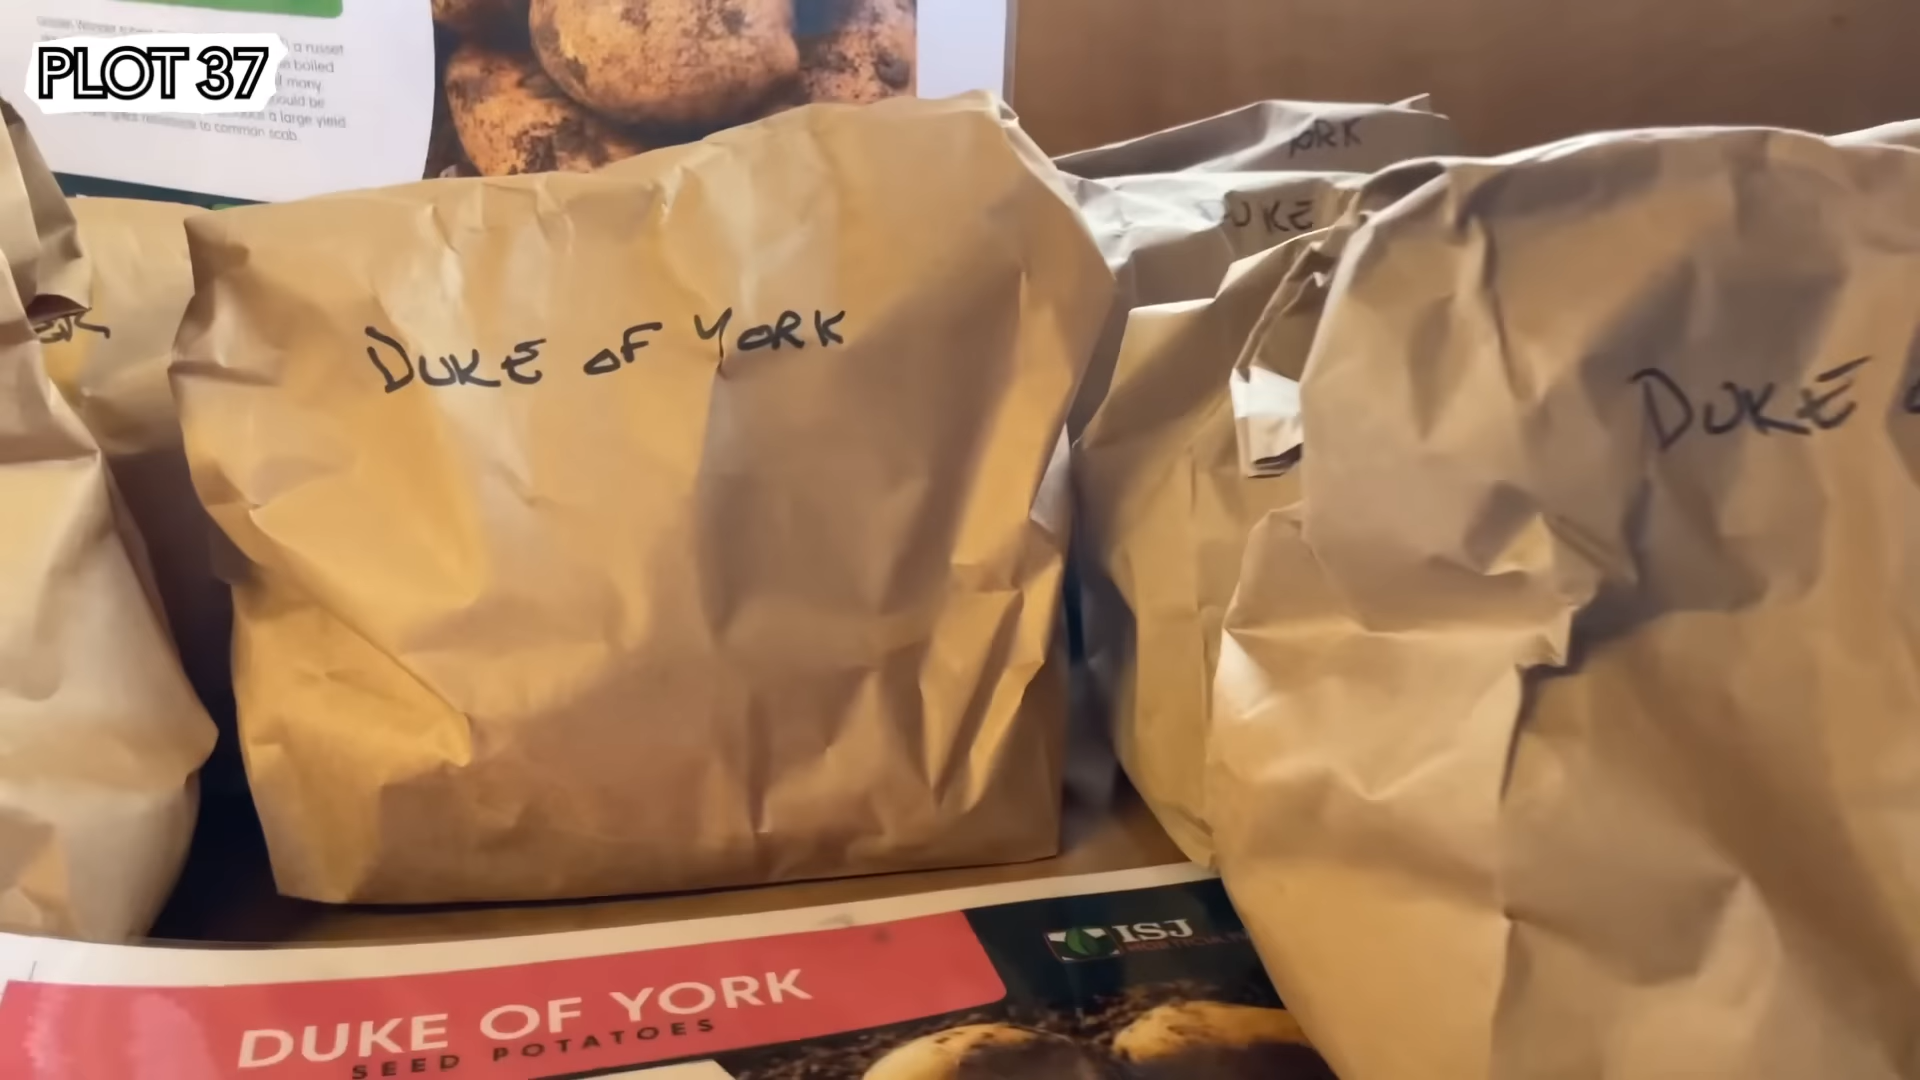 PLOT 37
a russet
boiled
many
ould be
a large yield
to common scab.
ORK
UKE
DUKE OF YORK
DUKE
ISJ
DUKE OF YORK
SEED POTATOES